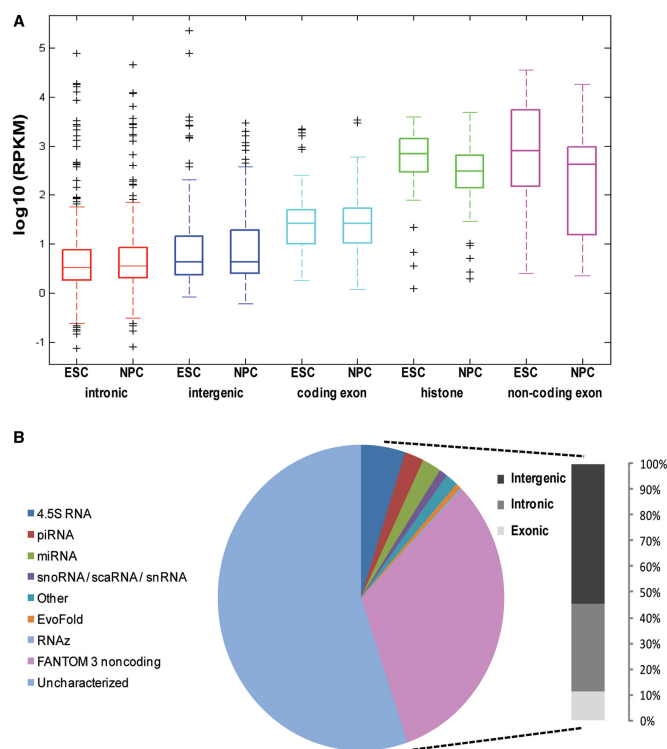 A
log10 (RPKM)
5
4
3
2
1
0
-1
ESC NPC ESC NPC ESC NPC ESC NPC ESC NPC
intronic intergenic coding exon histone non-coding exon
B
4.5S RNA
piRNA
miRNA
snoRNA/scaRNA/ snRNA
Other
EvoFold
RNAz
FANTOM 3 noncoding
Uncharacterized
Intergenic
Intronic
Exonic
100%
90%
80%
70%
60%
50%
40%
30%
20%
10%
0%